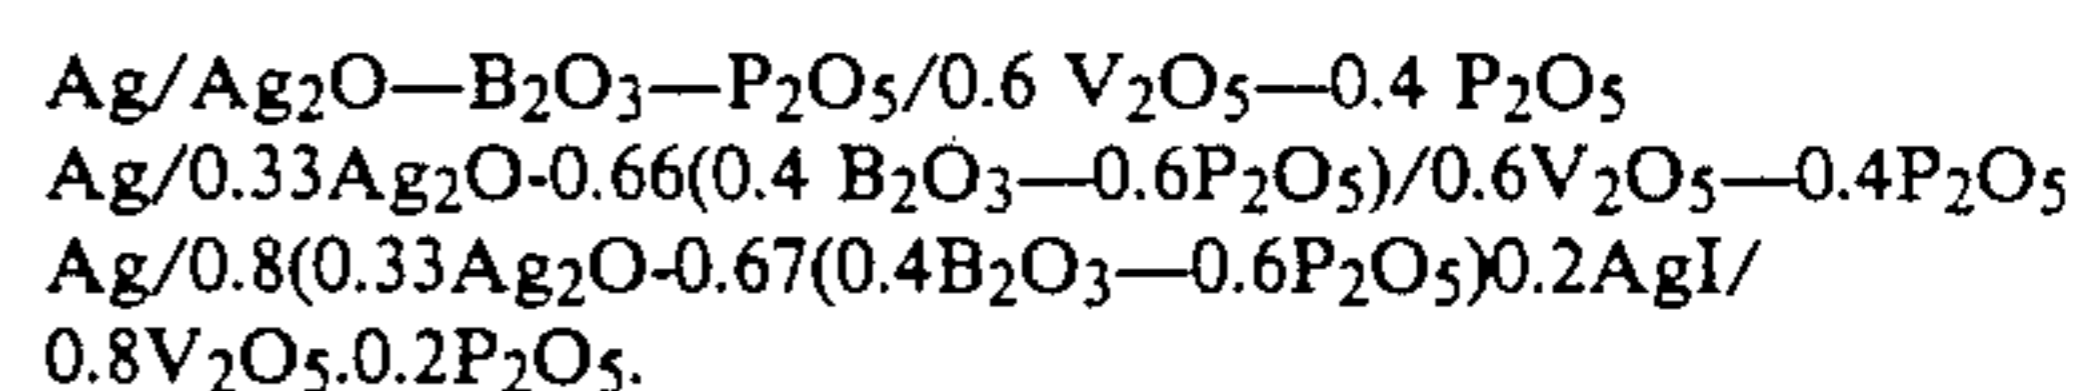 Ag/Ag₂O—B₂O₃—P₂O₅/0.6 V₂O₅—0.4 P₂O₅
Ag/0.33Ag₂O-0.66(0.4 B₂O₃—0.6P₂O₅)/0.6V₂O₅—0.4P₂O₅
Ag/0.8(0.33Ag₂O-0.67(0.4B₂O₃—0.6P₂O₅)0.2AgI/
0.8V₂O₅.0.2P₂O₅.